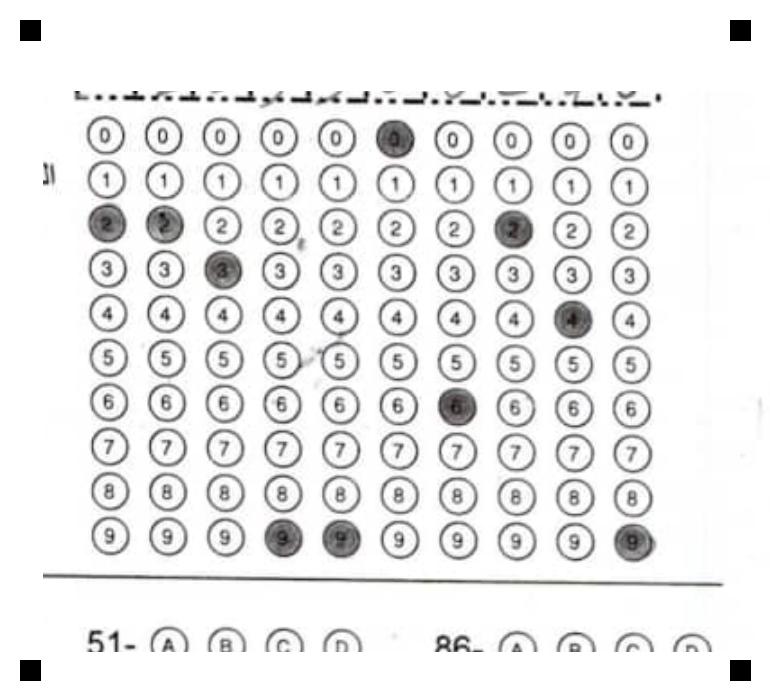 0 0 0 0 0 0 0 0 0 0
1 1 1 1 1 1 1 1 1 1
2 2 2 2 2 2 2 2 2 2
3 3 3 3 3 3 3 3 3 3
4 4 4 4 4 4 4 4 4 4
5 5 5 5 5 5 5 5 5 5
6 6 6 6 6 6 6 6 6 6
7 7 7 7 7 7 7 7 7 7
8 8 8 8 8 8 8 8 8 8
9 9 9 9 9 9 9 9 9 9
51- A B C D 86- A B C D